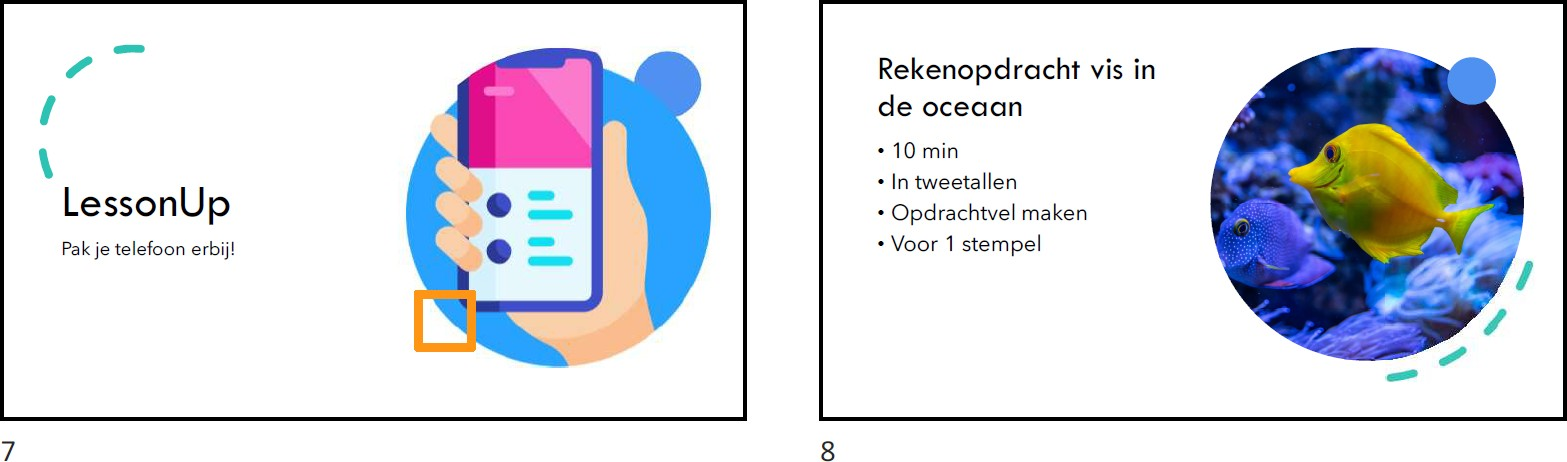 LessonUp
Pak je telefoon erbij!
7
Rekenopdracht vis in
de oceaan
• 10 min
• In tweetallen
• Opdrachtvel maken
• Voor 1 stempel
8